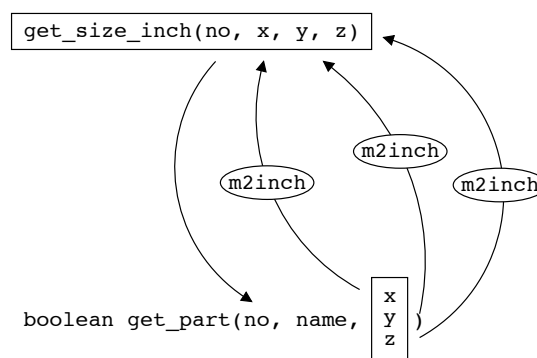 get_size_inch(no, x, y, z)
m2inch
m2inch
m2inch
x
boolean get_part(no, name, y )
z